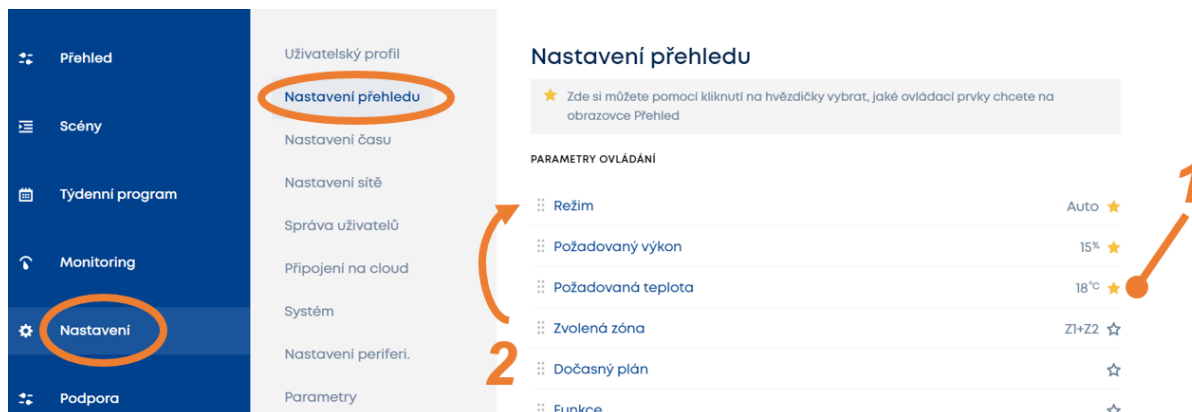 Přehled
Scény
Týdenní program
Monitoring
Nastavení
Podpora
Uživatelský profil
Nastavení přehledu
Nastavení času
Nastavení sítě
Správa uživatelů
Připojení na cloud
Systém
Nastavení periferi.
Parametry
Nastavení přehledu
Zde si můžete pomocí kliknutí na hvězdičky vybrat, jaké ovládací prvky chcete na
obrazovce Přehled
PARAMETRY OVLÁDÁNÍ
Režim Auto
Požadovaný výkon 15%
Požadovaná teplota 18°C
Zvolená zóna Z1+Z2
Dočasný plán
Funkce
1
2